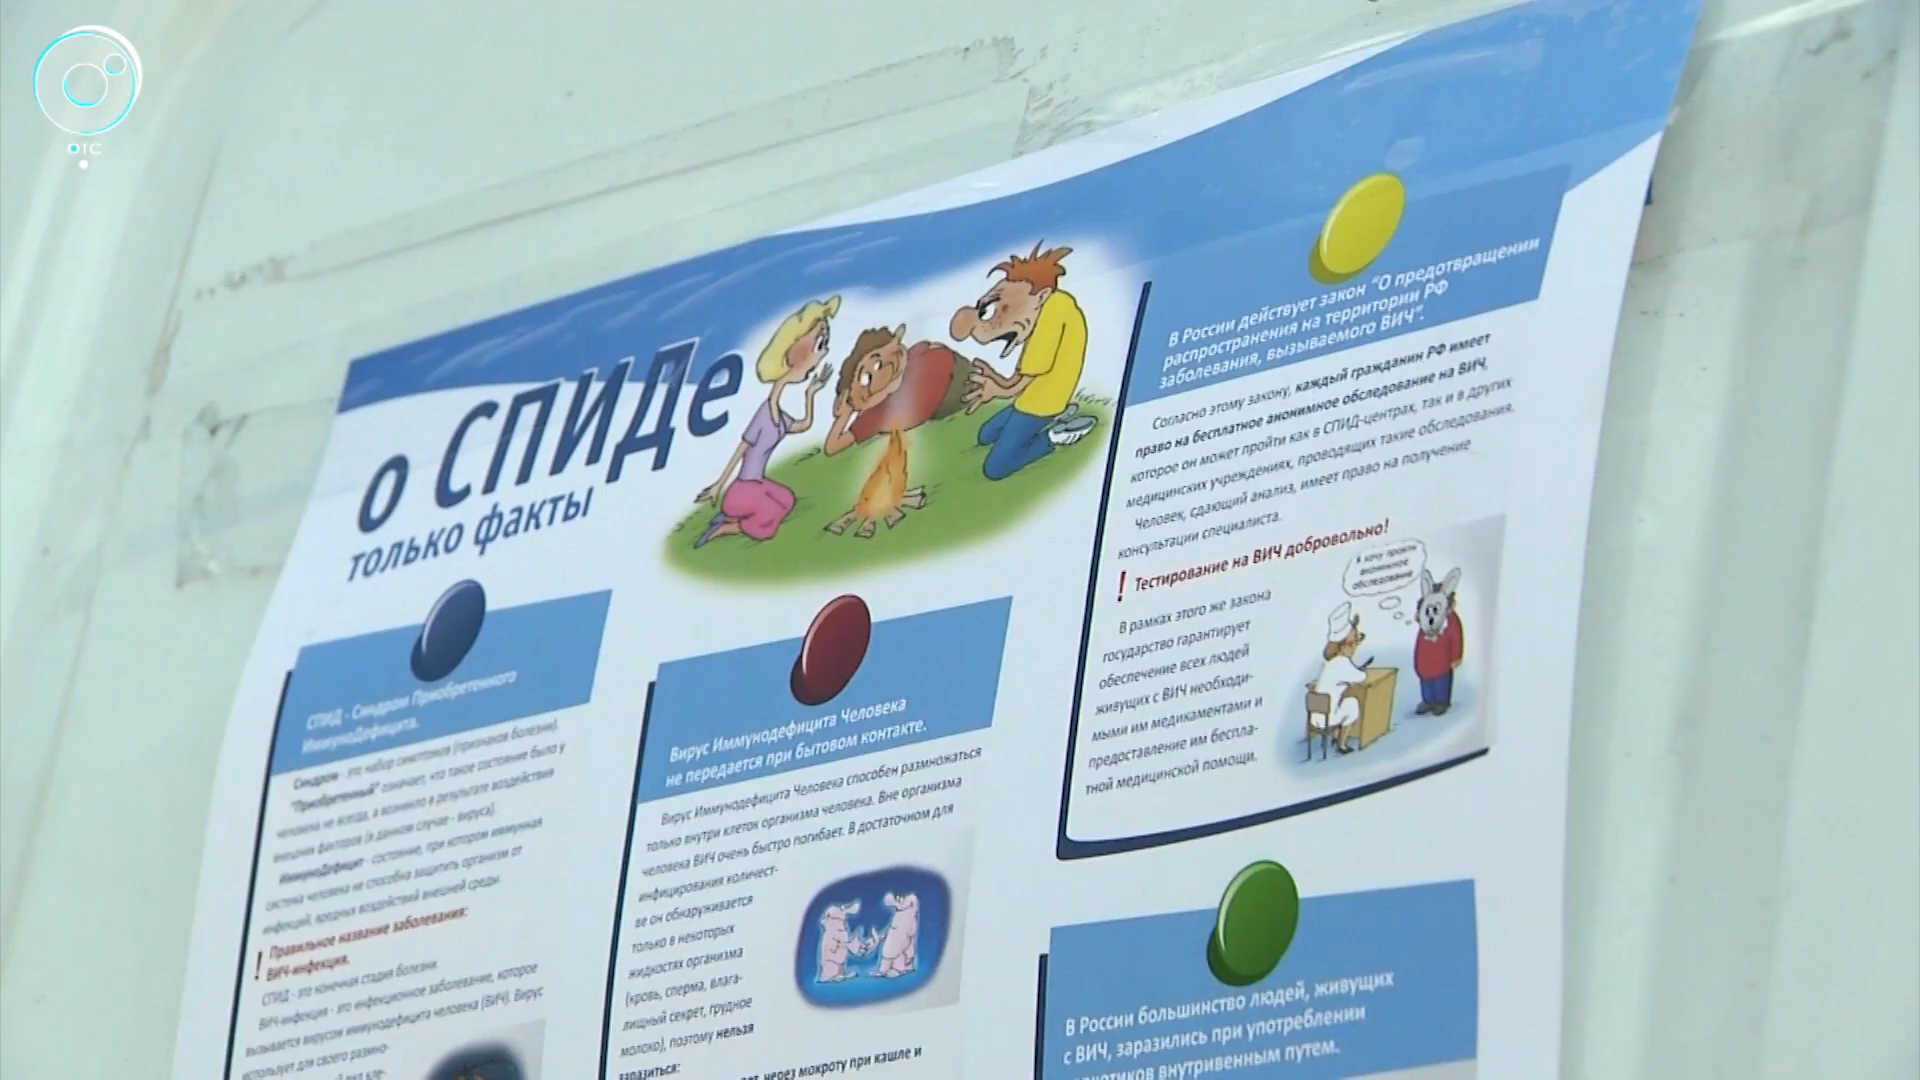 ОТС
о СПИДе
только факты
СПИД - Синдром Приобретенного
ИммуноДефицита.
Синдром - это набор симптомов (признаков болезни).
"Приобретенный" означает, что такое состояние было у
человека не всегда, а возникло в результате воздействия
внешних факторов (в данном случае - вируса).
ИммуноДефицит - состояние, при котором иммунная
система человека не способна защитить организм от
инфекций, вредных воздействий внешней среды.
! Правильное название заболевания:
ВИЧ-инфекция.
СПИД - это конечная стадия болезни.
ВИЧ-инфекция - это инфекционное заболевание, которое
вызывается вирусом иммунодефицита человека (ВИЧ). Вирус
использует для своего размно-
Вирус Иммунодефицита Человека
не передается при бытовом контакте.
Вирус Иммунодефицита Человека способен размножаться
только внутри клеток организма человека. Вне организма
человека ВИЧ очень быстро погибает. В достаточном для
инфицирования количест-
ве он обнаруживается
только в некоторых
жидкостях организма
(кровь, сперма, влага-
лищный секрет, грудное
молоко), поэтому нельзя
заразиться:
через мокроту при кашле и
В России действует закон "О предотвращении
распространения на территории РФ
заболевания, вызываемого ВИЧ".
Согласно этому закону, каждый гражданин РФ имеет
право на бесплатное анонимное обследование на ВИЧ,
которое он может пройти как в СПИД-центрах, так и в других
медицинских учреждениях, проводящих такие обследования.
Человек, сдающий анализ, имеет право на получение
консультации специалиста.
! Тестирование на ВИЧ добровольно!
В рамках этого же закона
государство гарантирует
обеспечение всех людей
живущих с ВИЧ необходи-
мыми им медикаментами и
предоставление им беспла-
тной медицинской помощи.
Я хочу пройти
анонимное
обследование
В России большинство людей, живущих
с ВИЧ, заразились при употреблении
наркотиков внутривенным путем.